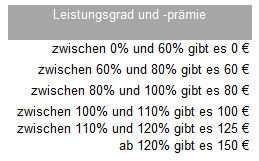 Leistungsgrad und -prämie
zwischen 0% und 60% gibt es 0 €
zwischen 60% und 80% gibt es 60 €
zwischen 80% und 100% gibt es 80 €
zwischen 100% und 110% gibt es 100 €
zwischen 110% und 120% gibt es 125 €
ab 120% gibt es 150 €